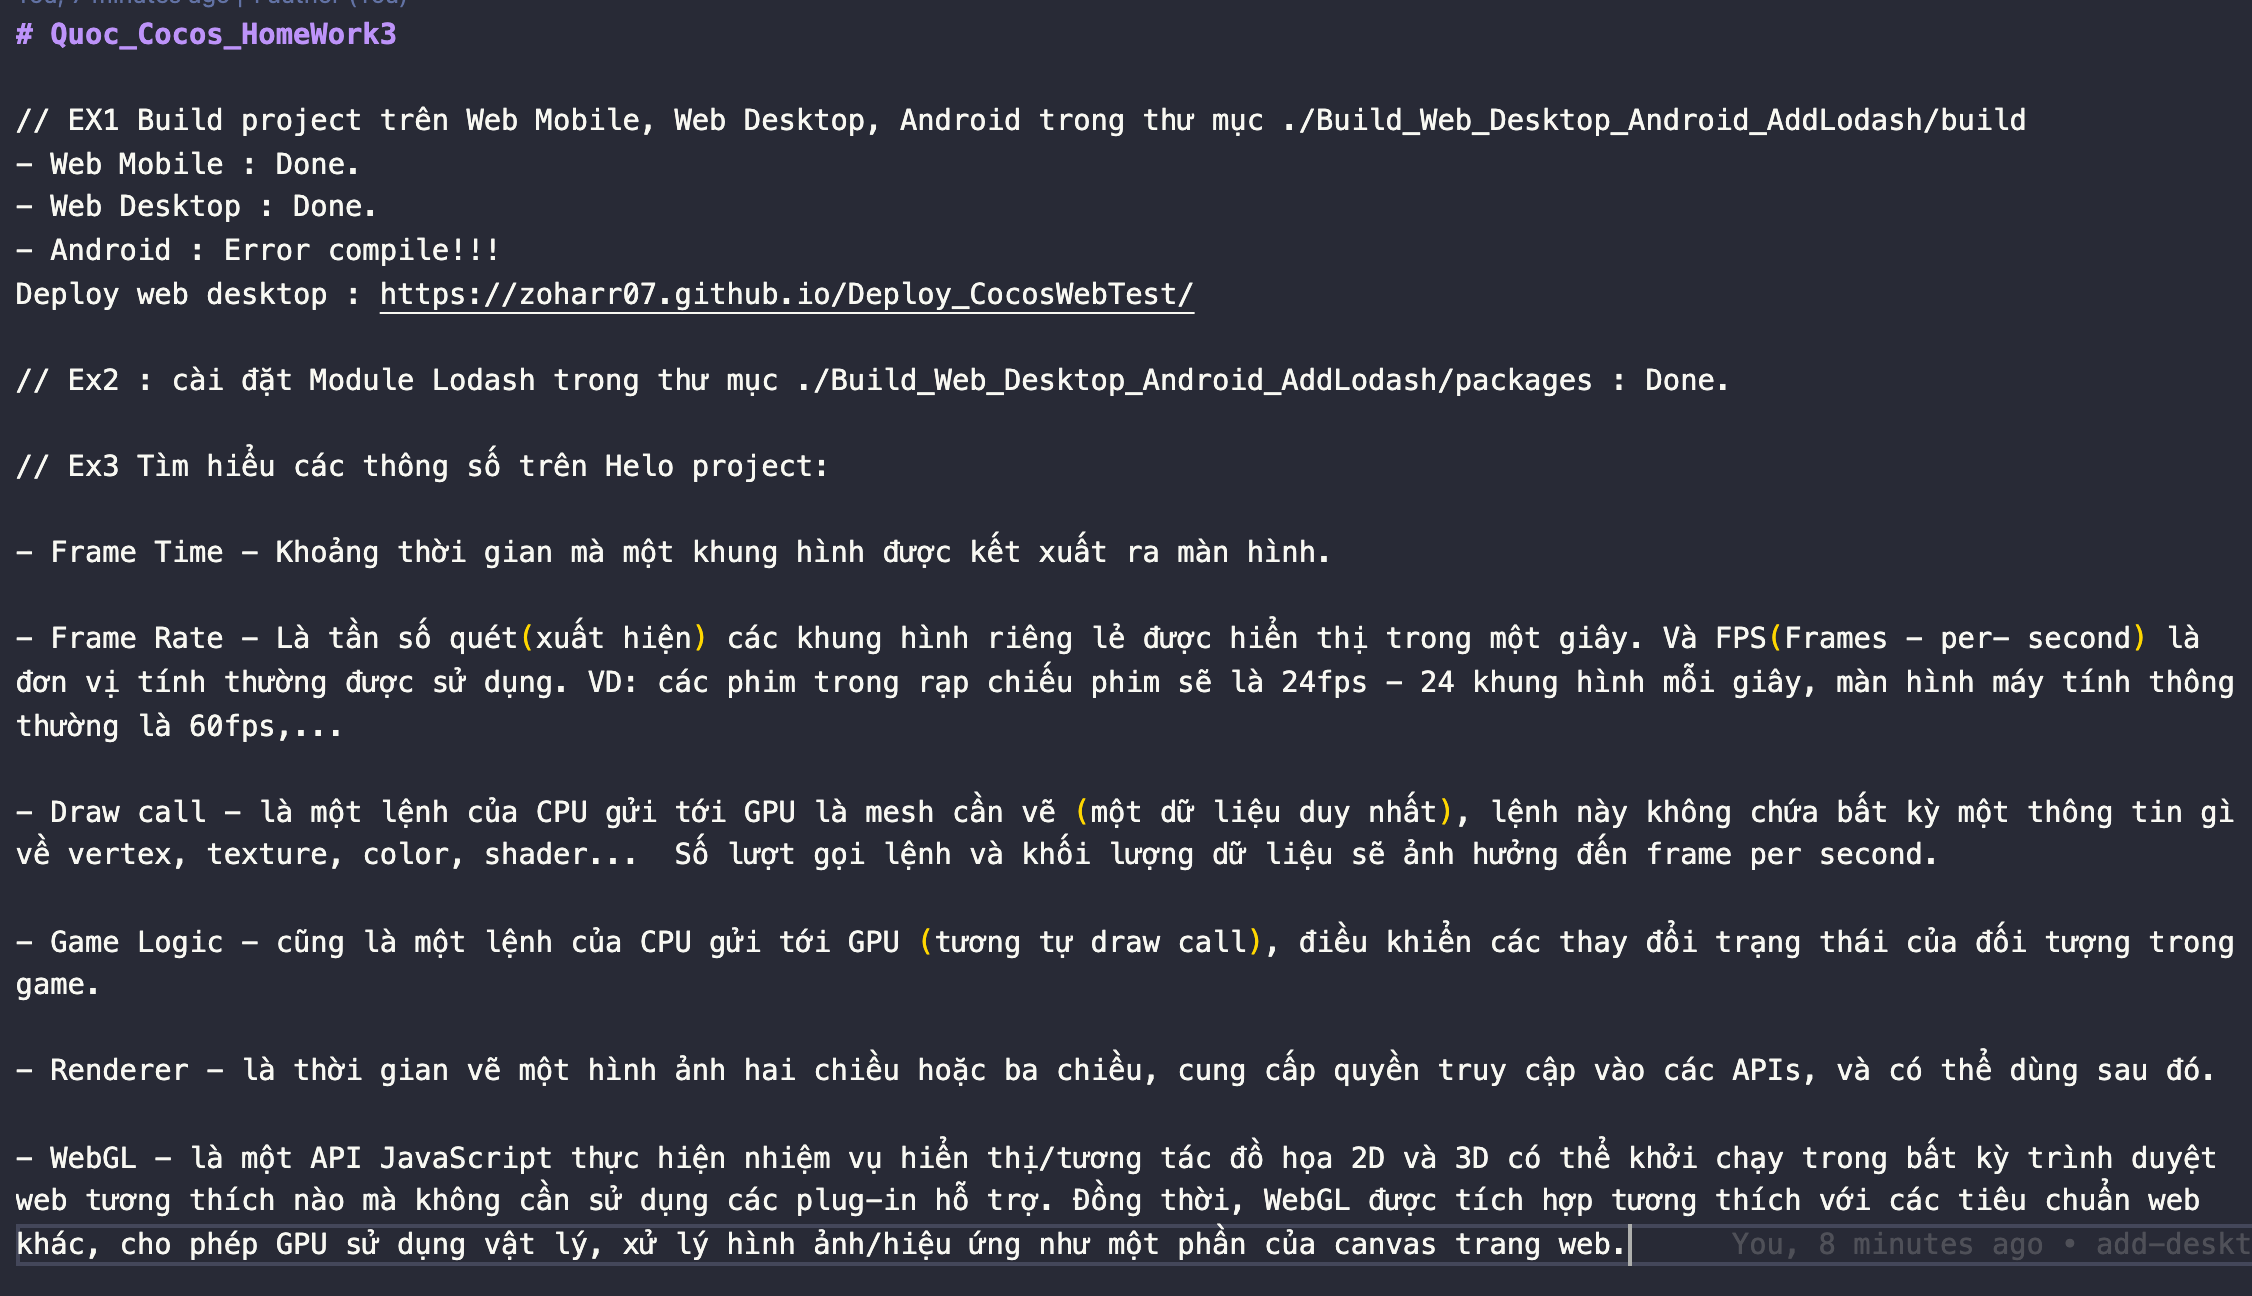 You, 7 minutes ago | 1 author (You)
# Quoc_Cocos_HomeWork3
// EX1 Build project trên Web Mobile, Web Desktop, Android trong thư mục ./Build_Web_Desktop_Android_AddLodash/build
- Web Mobile : Done.
- Web Desktop : Done.
- Android : Error compile!!!
Deploy web desktop : https://zoharr07.github.io/Deploy_CocosWebTest/
// Ex2 : cài đặt Module Lodash trong thư mục ./Build_Web_Desktop_Android_AddLodash/packages : Done.
// Ex3 Tìm hiểu các thông số trên Helo project:
- Frame Time - Khoảng thời gian mà một khung hình được kết xuất ra màn hình.
- Frame Rate - Là tần số quét(xuất hiện) các khung hình riêng lẻ được hiển thị trong một giây. Và FPS(Frames - per- second) là
đơn vị tính thường được sử dụng. VD: các phim trong rạp chiếu phim sẽ là 24fps - 24 khung hình mỗi giây, màn hình máy tính thông
thường là 60fps,...
- Draw call - là một lệnh của CPU gửi tới GPU là mesh cần vẽ (một dữ liệu duy nhất), lệnh này không chứa bất kỳ một thông tin gì
về vertex, texture, color, shader...  Số lượt gọi lệnh và khối lượng dữ liệu sẽ ảnh hưởng đến frame per second.
- Game Logic - cũng là một lệnh của CPU gửi tới GPU (tương tự draw call), điều khiển các thay đổi trạng thái của đối tượng trong
game.
- Renderer - là thời gian vẽ một hình ảnh hai chiều hoặc ba chiều, cung cấp quyền truy cập vào các APIs, và có thể dùng sau đó.
- WebGL - là một API JavaScript thực hiện nhiệm vụ hiển thị/tương tác đồ họa 2D và 3D có thể khởi chạy trong bất kỳ trình duyệt
web tương thích nào mà không cần sử dụng các plug-in hỗ trợ. Đồng thời, WebGL được tích hợp tương thích với các tiêu chuẩn web
khác, cho phép GPU sử dụng vật lý, xử lý hình ảnh/hiệu ứng như một phần của canvas trang web. You, 8 minutes ago • add-deskt